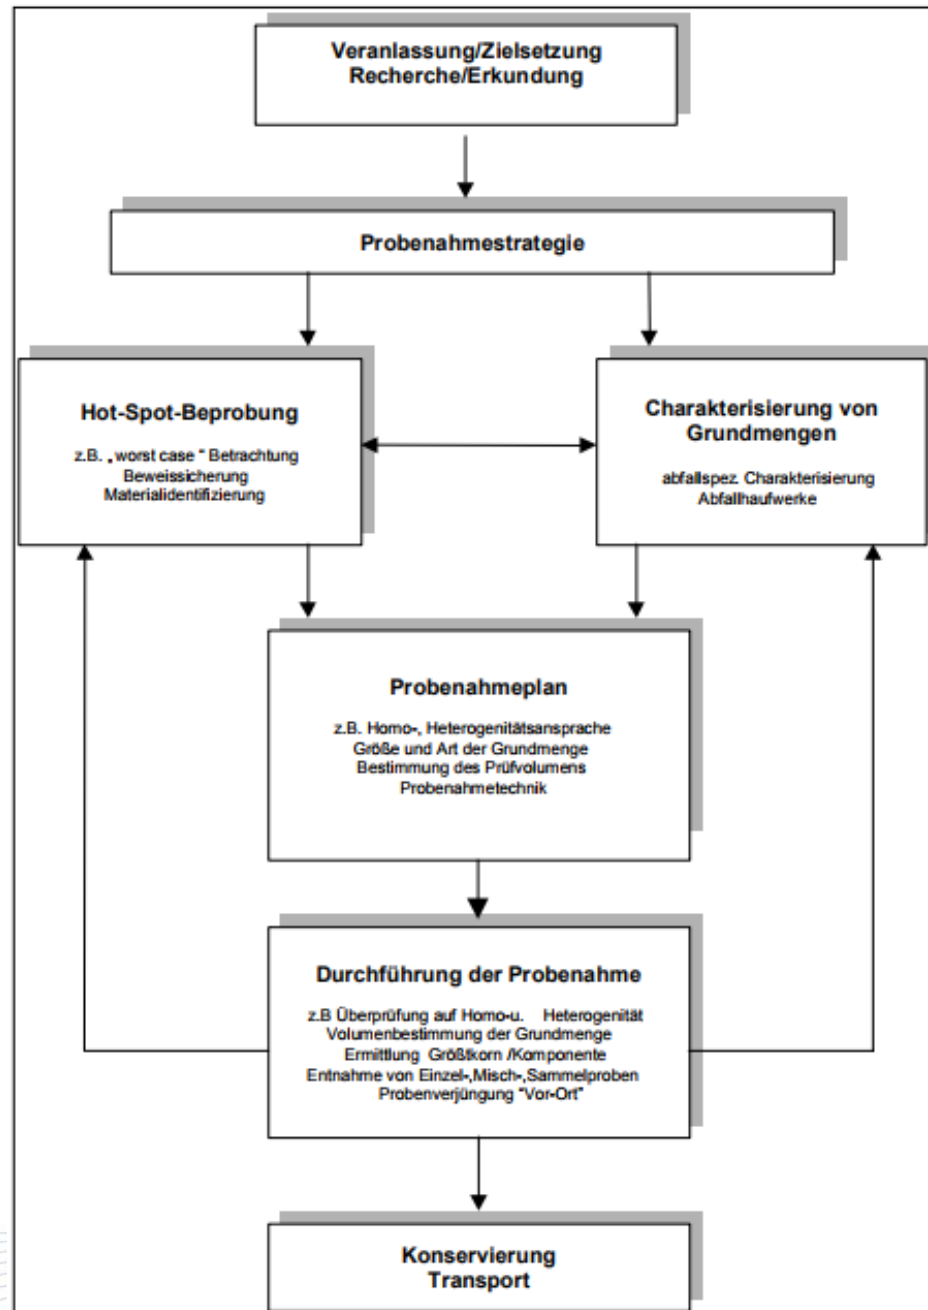 Veranlassung/Zielsetzung
Recherche/Erkundung
Probenahmestrategie
Hot-Spot-Beprobung
z.B. „worst case “ Betrachtung
Beweissicherung
Materialidentifizierung
Charakterisierung von
Grundmengen
abfallspez. Charakterisierung
Abfallhaufwerke
Probenahmeplan
z.B. Homo-, Heterogenitätsansprache
Größe und Art der Grundmenge
Bestimmung des Prüfvolumens
Probenahmetechnik
Durchführung der Probenahme
z.B Überprüfung auf Homo-u. Heterogenität
Volumenbestimmung der Grundmenge
Ermittlung Größtkorn /Komponente
Entnahme von Einzel-,Misch-,Sammelproben
Probenverjüngung "Vor-Ort"
Konservierung
Transport